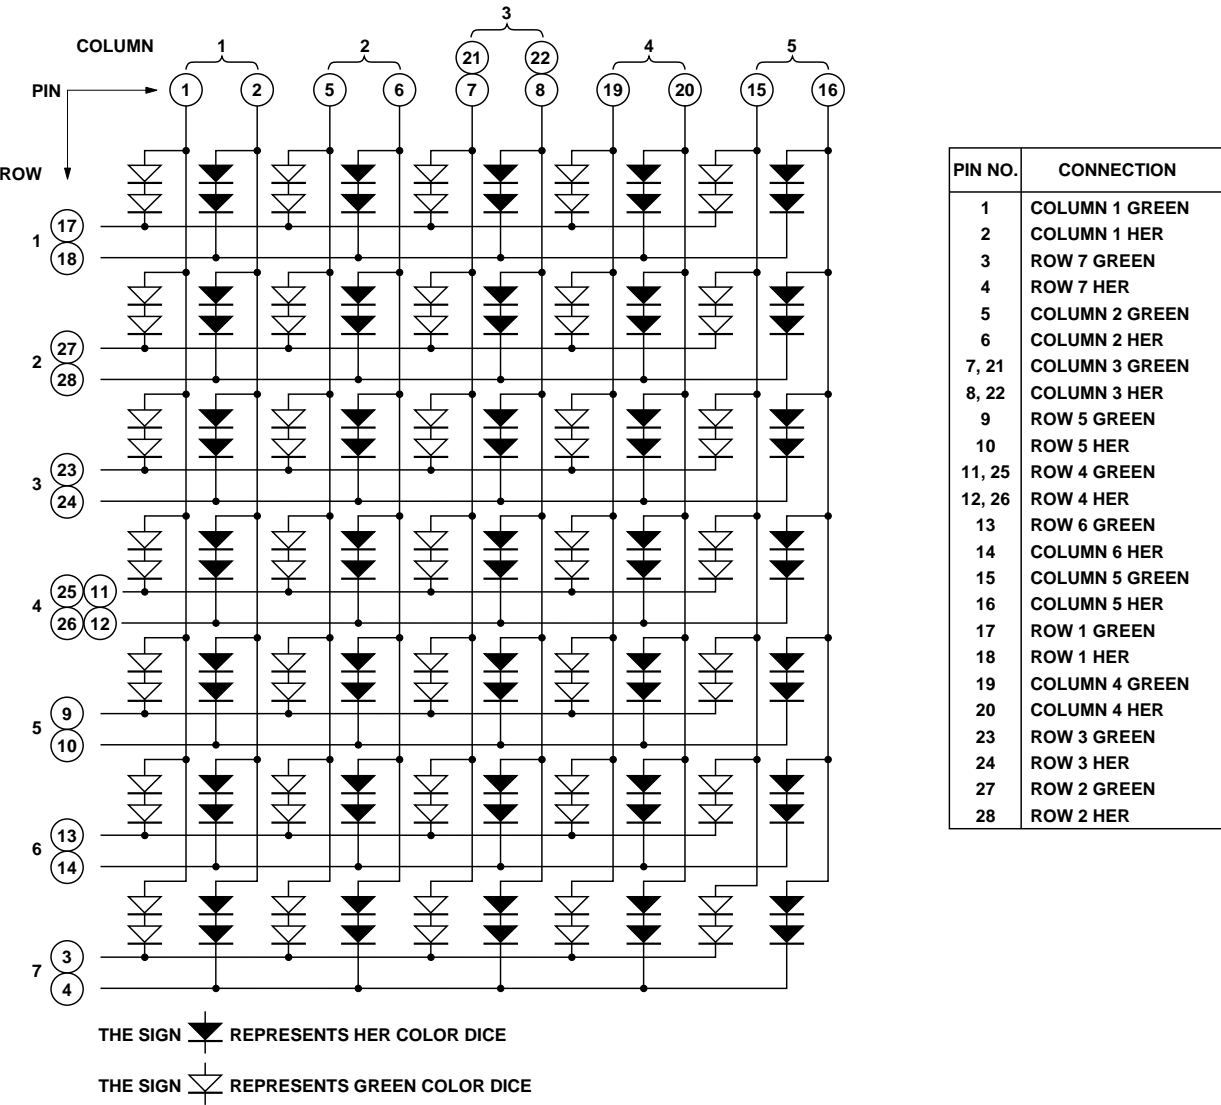 3
COLUMN 1 2 4 5
21 22
PIN 1 2 5 6 7 8 19 20 15 16
ROW
17
1
18
27
2
28
23
3
24
25 11
4
26 12
9
5
10
13
6
14
3
7
4
THE SIGN REPRESENTS HER COLOR DICE
THE SIGN REPRESENTS GREEN COLOR DICE
PIN NO. CONNECTION
1 COLUMN 1 GREEN
2 COLUMN 1 HER
3 ROW 7 GREEN
4 ROW 7 HER
5 COLUMN 2 GREEN
6 COLUMN 2 HER
7, 21 COLUMN 3 GREEN
8, 22 COLUMN 3 HER
9 ROW 5 GREEN
10 ROW 5 HER
11, 25 ROW 4 GREEN
12, 26 ROW 4 HER
13 ROW 6 GREEN
14 COLUMN 6 HER
15 COLUMN 5 GREEN
16 COLUMN 5 HER
17 ROW 1 GREEN
18 ROW 1 HER
19 COLUMN 4 GREEN
20 COLUMN 4 HER
23 ROW 3 GREEN
24 ROW 3 HER
27 ROW 2 GREEN
28 ROW 2 HER